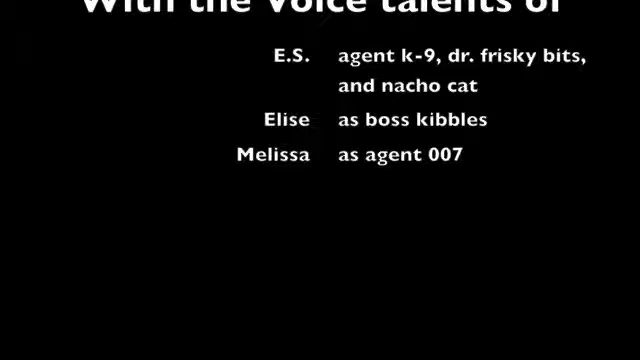 With the Voice talents of
E.S. agent k-9, dr. frisky bits,
and nacho cat
Elise as boss kibbles
Melissa as agent 007